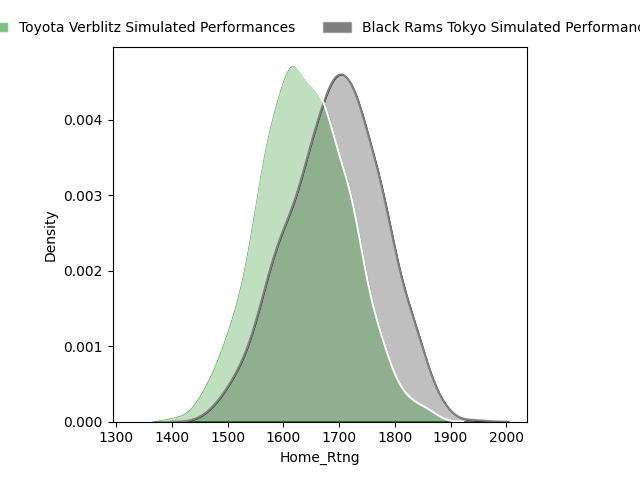 Toyota Verblitz Simulated Performances
Black Rams Tokyo Simulated
0.004
0.003
0.002
0.001
0.000
Density
1300 1400 1500 1600 1700 1800 1900 2000
Home_Rtng